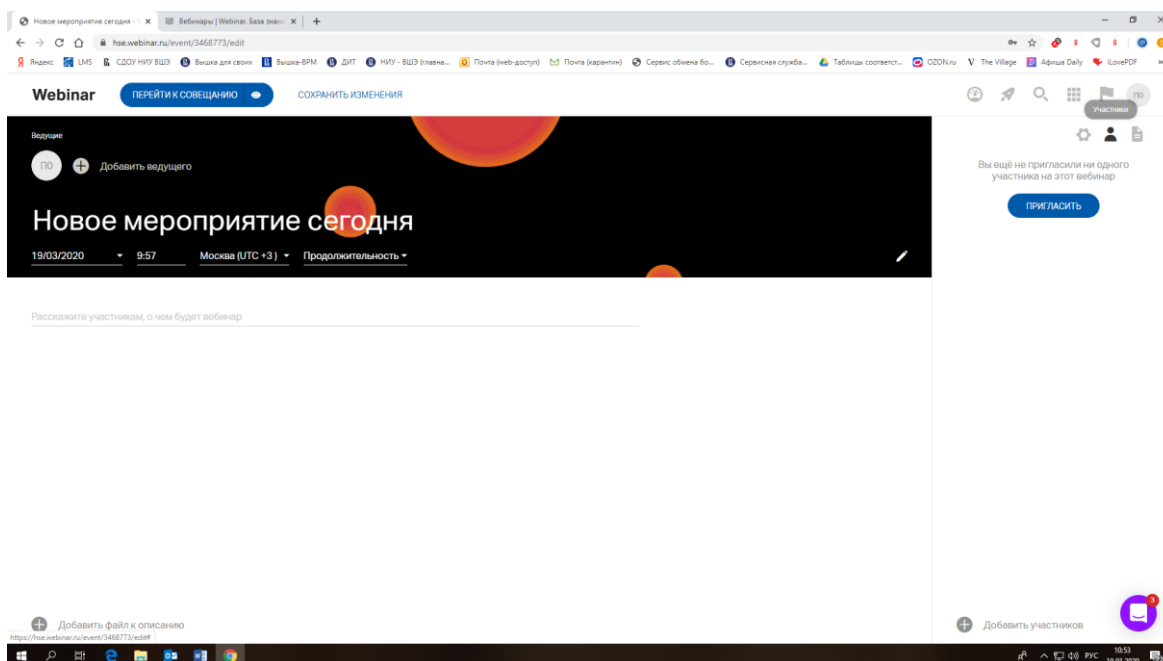 Новое мероприятие сегодня -
Вебинары | Webinar. База знани
hse.webinar.ru/event/3468773/edit
Яндекс LMS СДОУ НИУ ВШЭ Вышка для своих Вышка-BPM ДИТ НИУ - ВШЭ (главна... Почта (web-доступ) Почта (карантин) Сервис обмена бо... Сервисная служба... Таблицы соответст... OZON.ru The Village Афиша Daily iLovePDF
Webinar ПЕРЕЙТИ К СОВЕЩАНИЮ СОХРАНИТЬ ИЗМЕНЕНИЯ ПО
Участники
Ведущие
ПО Добавить ведущего
Новое мероприятие сегодня
19/03/2020 9:57 Москва (UTC +3 ) Продолжительность
Вы ещё не пригласили ни одного
участника на этот вебинар
ПРИГЛАСИТЬ
Расскажите участникам, о чем будет вебинар
Добавить файл к описанию
Добавить участников
3
https://hse.webinar.ru/event/3468773/edit#
РУС
10:53